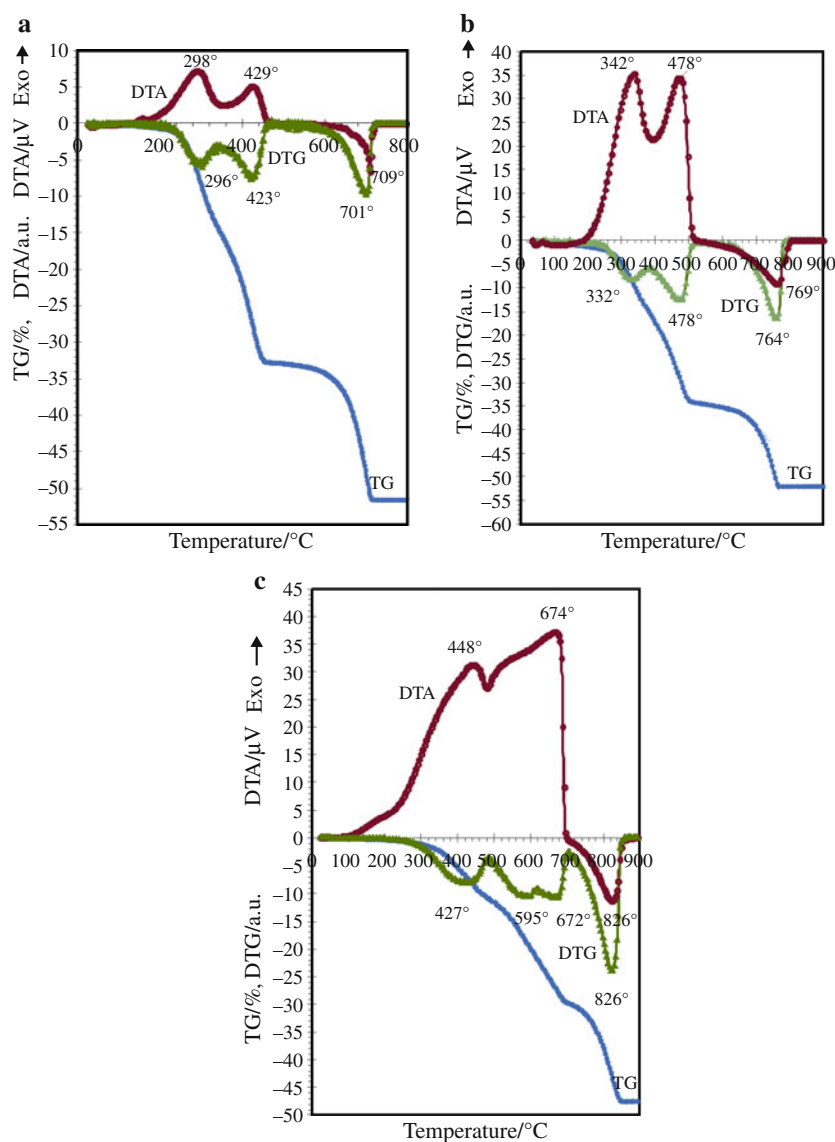 a
Exo →
DTA/µV
TG/%, DTA/a.u.
10
5
0
−5
−10
−15
−20
−25
−30
−35
−40
−45
−50
−55
298°
429°
DTA
0 200 400 600 800
DTG
296°
423°
701°
709°
TG
Temperature/°C
b
Exo →
DTA/µV
TG/%, DTG/a.u.
40
35
30
25
20
15
10
5
0
−5
−10
−15
−20
−25
−30
−35
−40
−45
−50
−55
−60
342°
478°
DTA
0 100 200 300 400 500 600 700 800 900
332°
478°
DTG
769°
764°
TG
Temperature/°C
c
DTA/µV Exo →
TG/%, DTG/a.u.
45
40
35
30
25
20
15
10
5
0
−5
−10
−15
−20
−25
−30
−35
−40
−45
−50
674°
448°
DTA
0 100 200 300 400 500 600 700 800 900
427°
595°
672°
826°
DTG
826°
TG
Temperature/°C